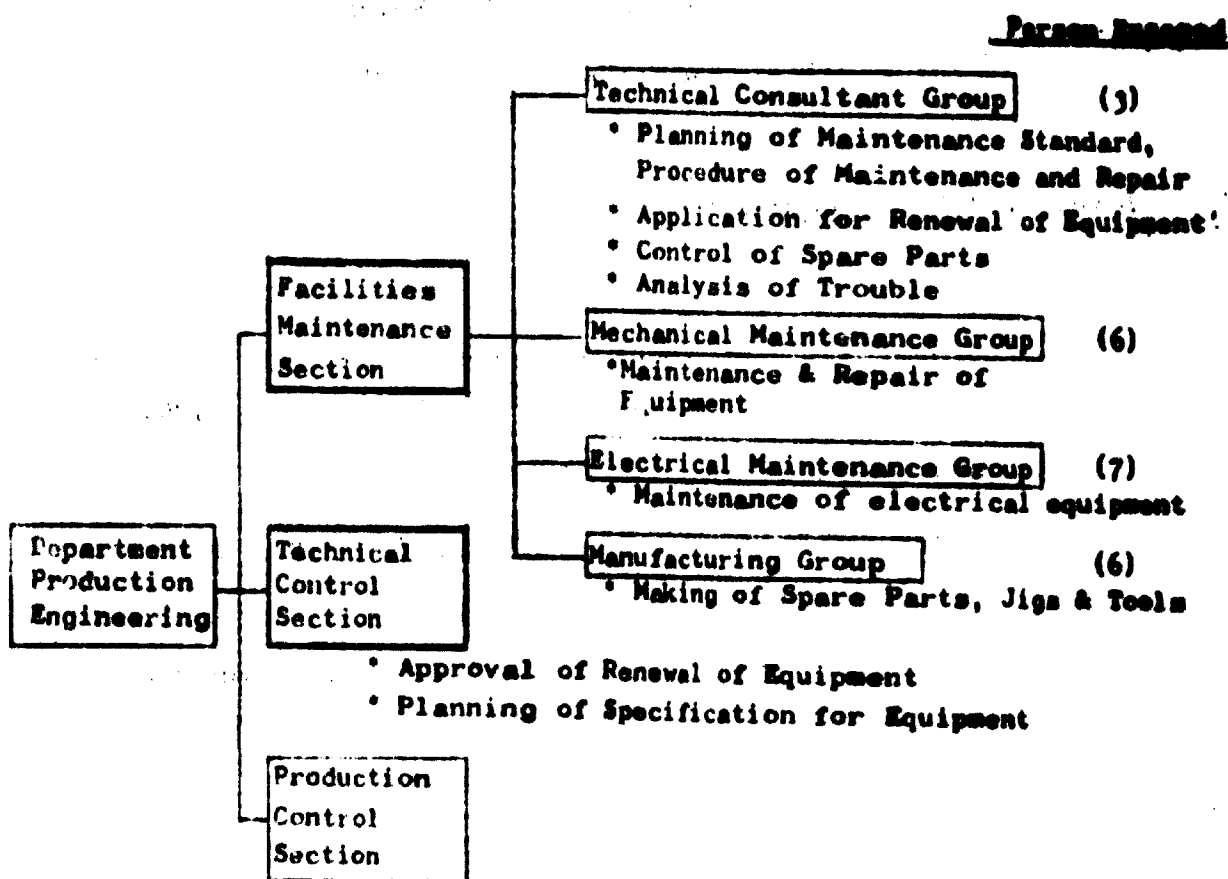 Person Engaged
Technical Consultant Group (3)
* Planning of Maintenance Standard,
Procedure of Maintenance and Repair
* Application for Renewal of Equipment
* Control of Spare Parts
* Analysis of Trouble
Facilities
Maintenance
Section
Mechanical Maintenance Group (6)
*Maintenance & Repair of
Equipment
Electrical Maintenance Group (7)
* Maintenance of electrical equipment
Manufacturing Group (6)
* Making of Spare Parts, Jigs & Tools
Department
Production
Engineering
Technical
Control
Section
* Approval of Renewal of Equipment
* Planning of Specification for Equipment
Production
Control
Section